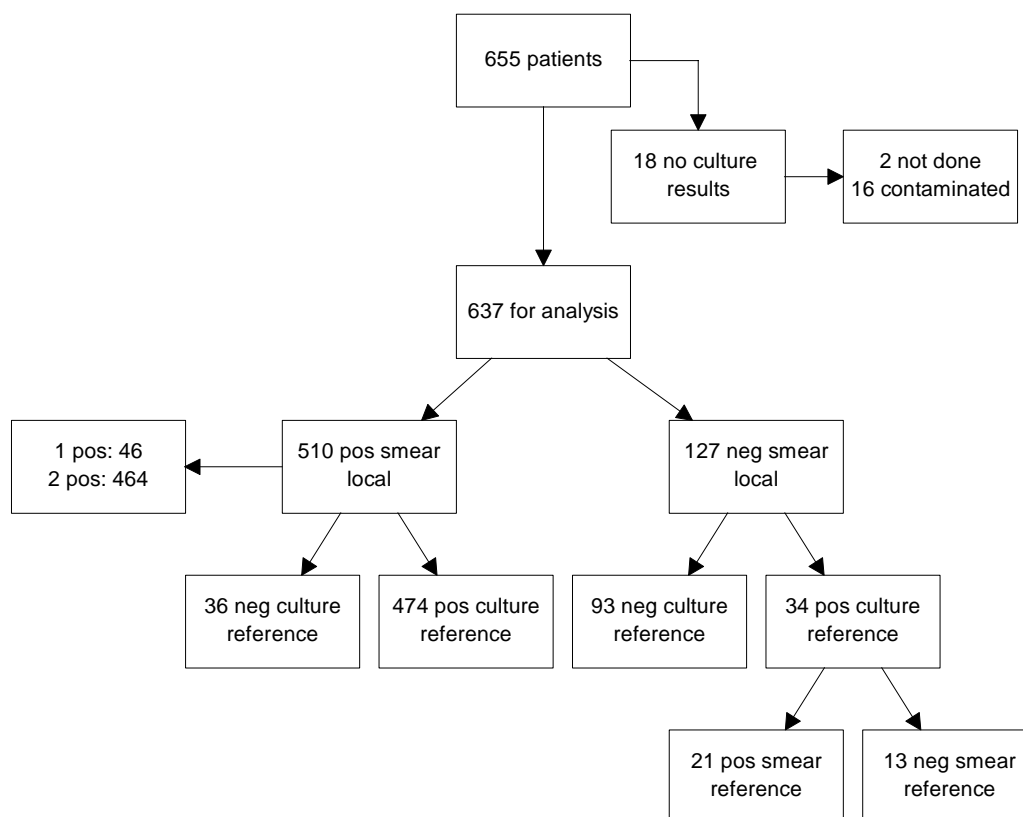 655 patients
18 no culture
results
2 not done
16 contaminated
637 for analysis
1 pos: 46
2 pos: 464
510 pos smear
local
127 neg smear
local
36 neg culture
reference
474 pos culture
reference
93 neg culture
reference
34 pos culture
reference
21 pos smear
reference
13 neg smear
reference